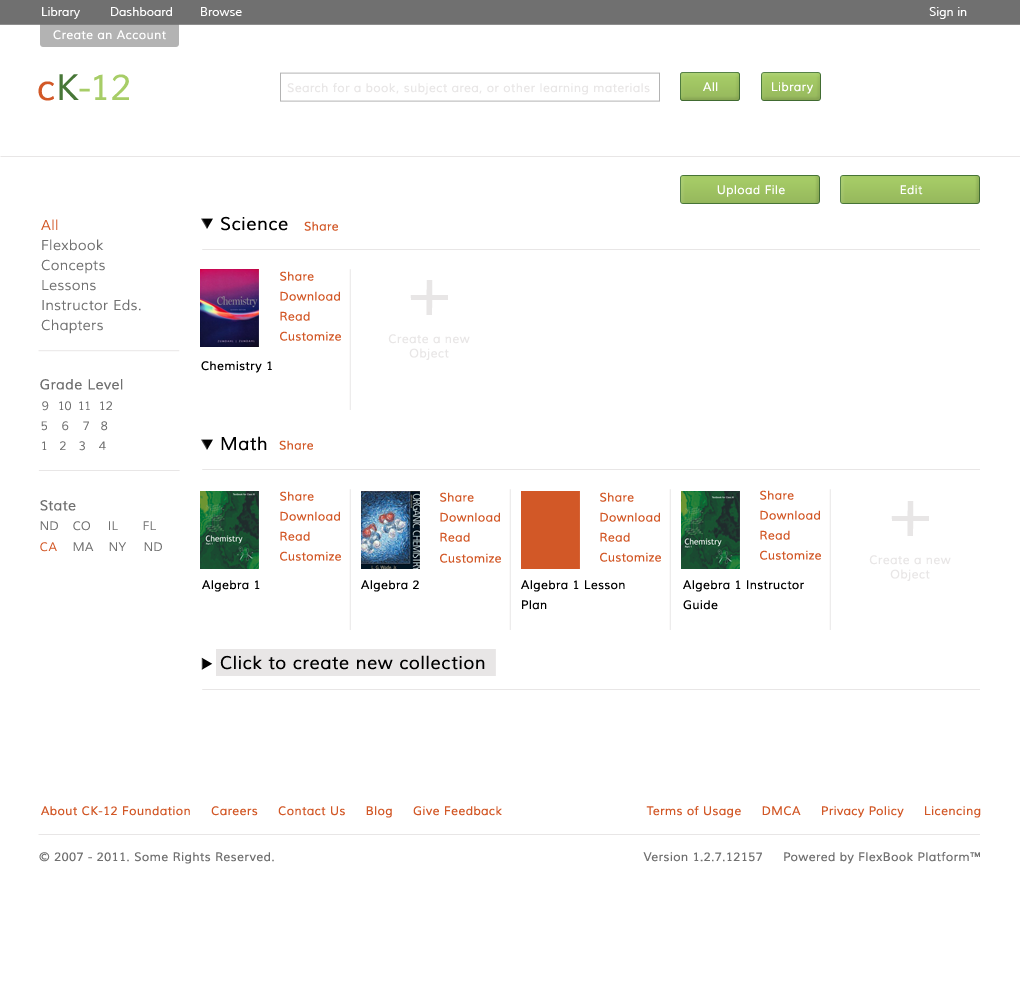 Library Dashboard Browse Sign in
Create an Account
cK-12
Search for a book, subject area, or other learning materials
All
Library
Upload File
Edit
All
Flexbook
Concepts
Lessons
Instructor Eds.
Chapters
Grade Level
9 10 11 12
5 6 7 8
1 2 3 4
State
ND CO IL FL
CA MA NY ND
Science Share
Chemistry
Share
Download
Read
Customize
Chemistry 1
Create a new
Object
Math Share
Chemistry
Share
Download
Read
Customize
Algebra 1
ORGANIC CHEMISTRY
Share
Download
Read
Customize
Algebra 2
Share
Download
Read
Customize
Algebra 1 Lesson
Plan
Chemistry
Share
Download
Read
Customize
Algebra 1 Instructor
Guide
Create a new
Object
Click to create new collection
About CK-12 Foundation Careers Contact Us Blog Give Feedback Terms of Usage DMCA Privacy Policy Licencing
© 2007 - 2011. Some Rights Reserved. Version 1.2.7.12157 Powered by FlexBook Platform™